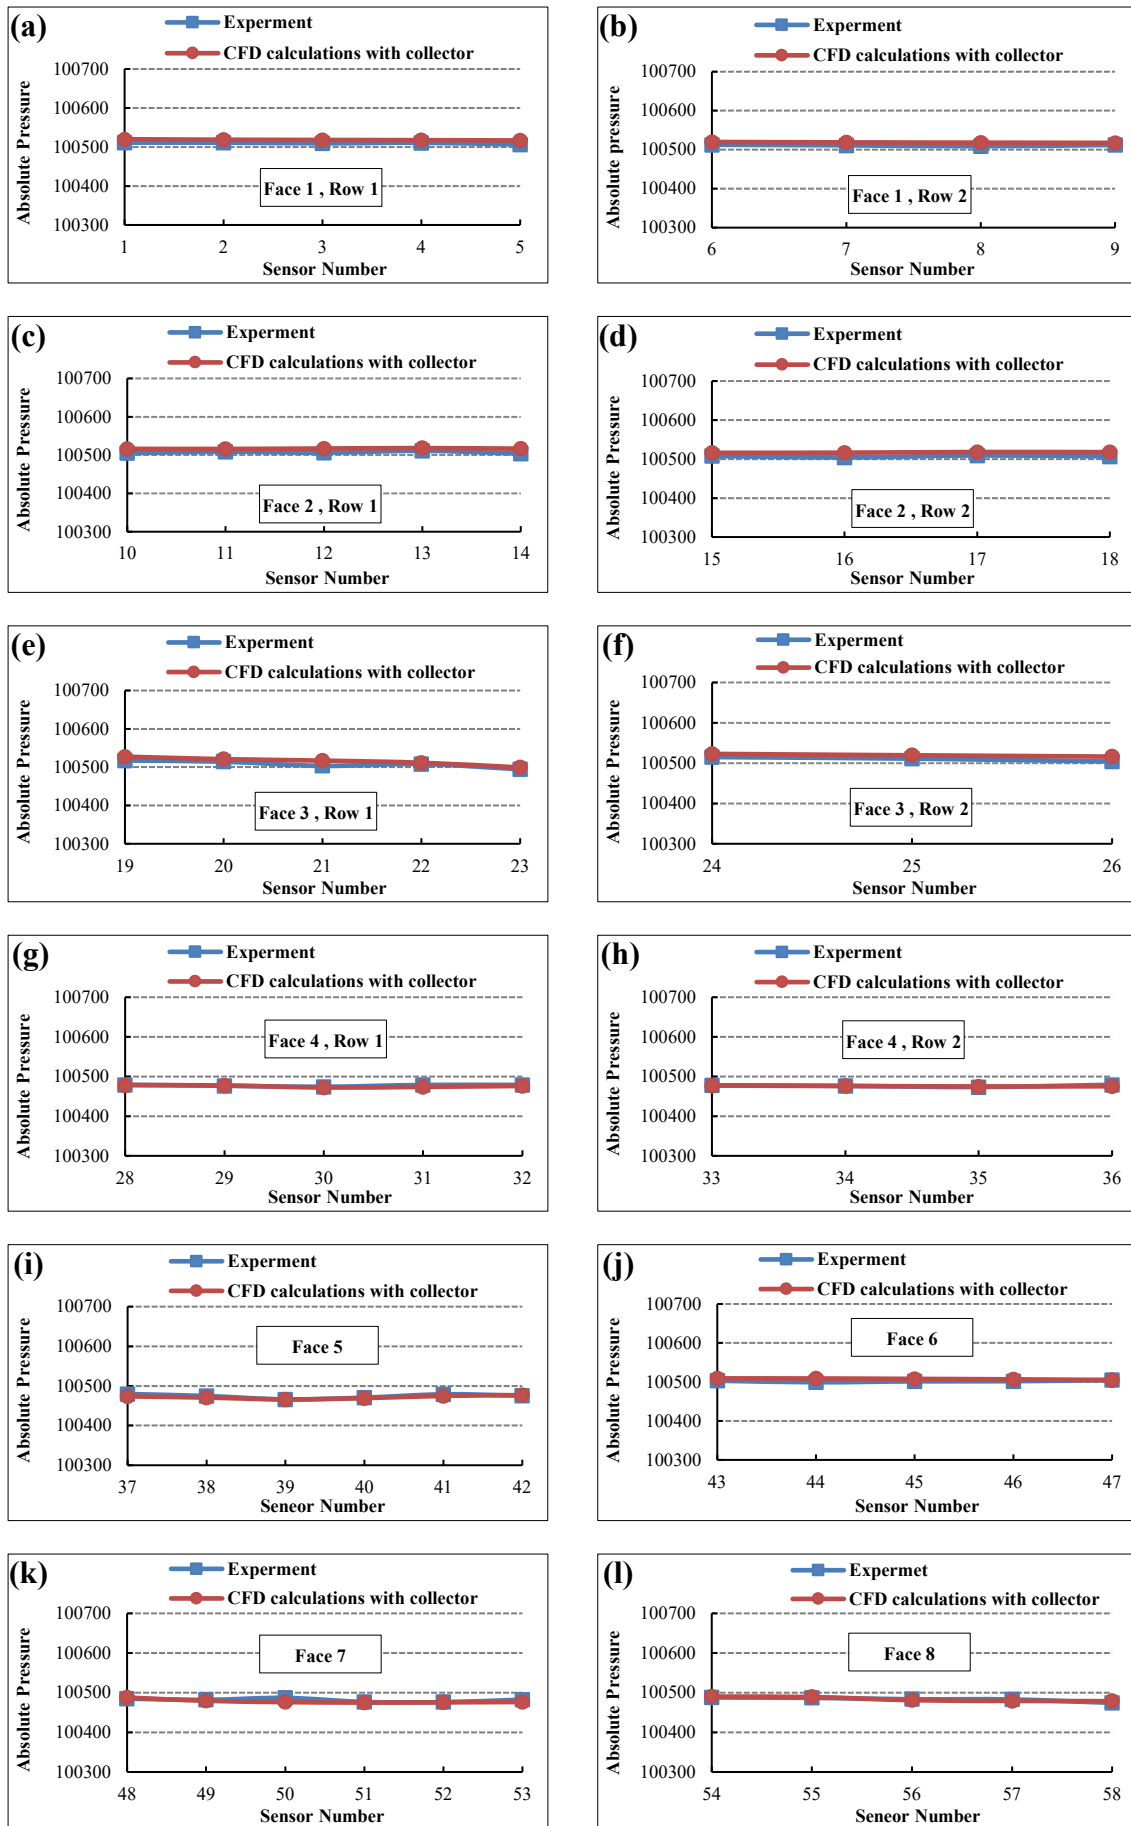 (a)
Experment
CFD calculations with collector
Absolute Pressure
100700
100600
100500
100400
100300
Face 1 , Row 1
1 2 3 4 5
Sensor Number
(b)
Experment
CFD calculations with collector
Absolute pressure
100700
100600
100500
100400
100300
Face 1 , Row 2
6 7 8 9
Sensor Number
(c)
Experment
CFD calculations with collector
Absolute Pressure
100700
100600
100500
100400
100300
Face 2 , Row 1
10 11 12 13 14
Sensor Number
(d)
Experment
CFD calculations with collector
Absolute Pressure
100700
100600
100500
100400
100300
Face 2 , Row 2
15 16 17 18
Sensor Number
(e)
Experment
CFD calculations with collector
Absolute Pressure
100700
100600
100500
100400
100300
Face 3 , Row 1
19 20 21 22 23
Sensor Number
(f)
Experment
CFD calculations with collector
Absolute Pressure
100700
100600
100500
100400
100300
Face 3 , Row 2
24 25 26
Sensor Number
(g)
Experment
CFD calculations with collector
Absolute Pressure
100700
100600
100500
100400
100300
Face 4 , Row 1
28 29 30 31 32
Sensor Number
(h)
Experment
CFD calculations with collector
Absolute Pressure
100700
100600
100500
100400
100300
Face 4 , Row 2
33 34 35 36
Sensor Number
(i)
Experment
CFD calculations with collector
Absolute Pressure
100700
100600
100500
100400
100300
Face 5
37 38 39 40 41 42
Seneor Number
(j)
Experment
CFD calculations with collector
Absolute Pressure
100700
100600
100500
100400
100300
Face 6
43 44 45 46 47
Sensor Number
(k)
Experment
CFD calculations with collector
Absolute Pressure
100700
100600
100500
100400
100300
Face 7
48 49 50 51 52 53
Sensor Number
(l)
Expermet
CFD calculations with collector
Absolute Pressure
100700
100600
100500
100400
100300
Face 8
54 55 56 57 58
Seneor Number